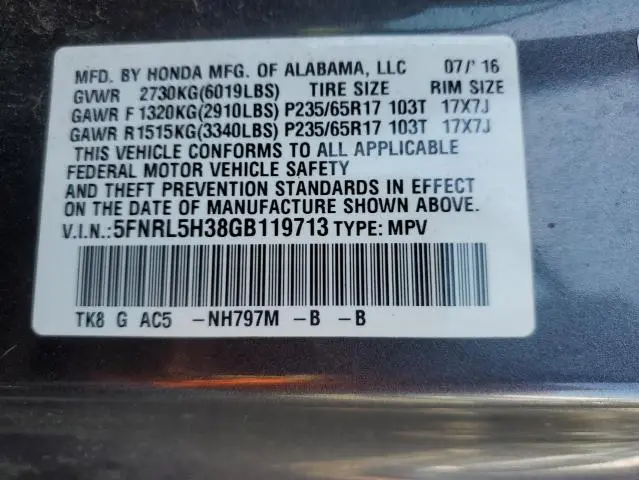 MFD. BY HONDA MFG. OF ALABAMA, LLC 07/'16
GVWR 2730KG(6019LBS) TIRE SIZE RIM SIZE
GAWR F 1320KG(2910LBS) P235/65R17 103T 17X7J
GAWR R1515KG(3340LBS) P235/65R17 103T 17X7J
THIS VEHICLE CONFORMS TO ALL APPLICABLE
FEDERAL MOTOR VEHICLE SAFETY
AND THEFT PREVENTION STANDARDS IN EFFECT
ON THE DATE OF MANUFACTURE SHOWN ABOVE.
V.I.N.:5FNRL5H38GB119713 TYPE: MPV
TK8 G AC5 -NH797M -B -B